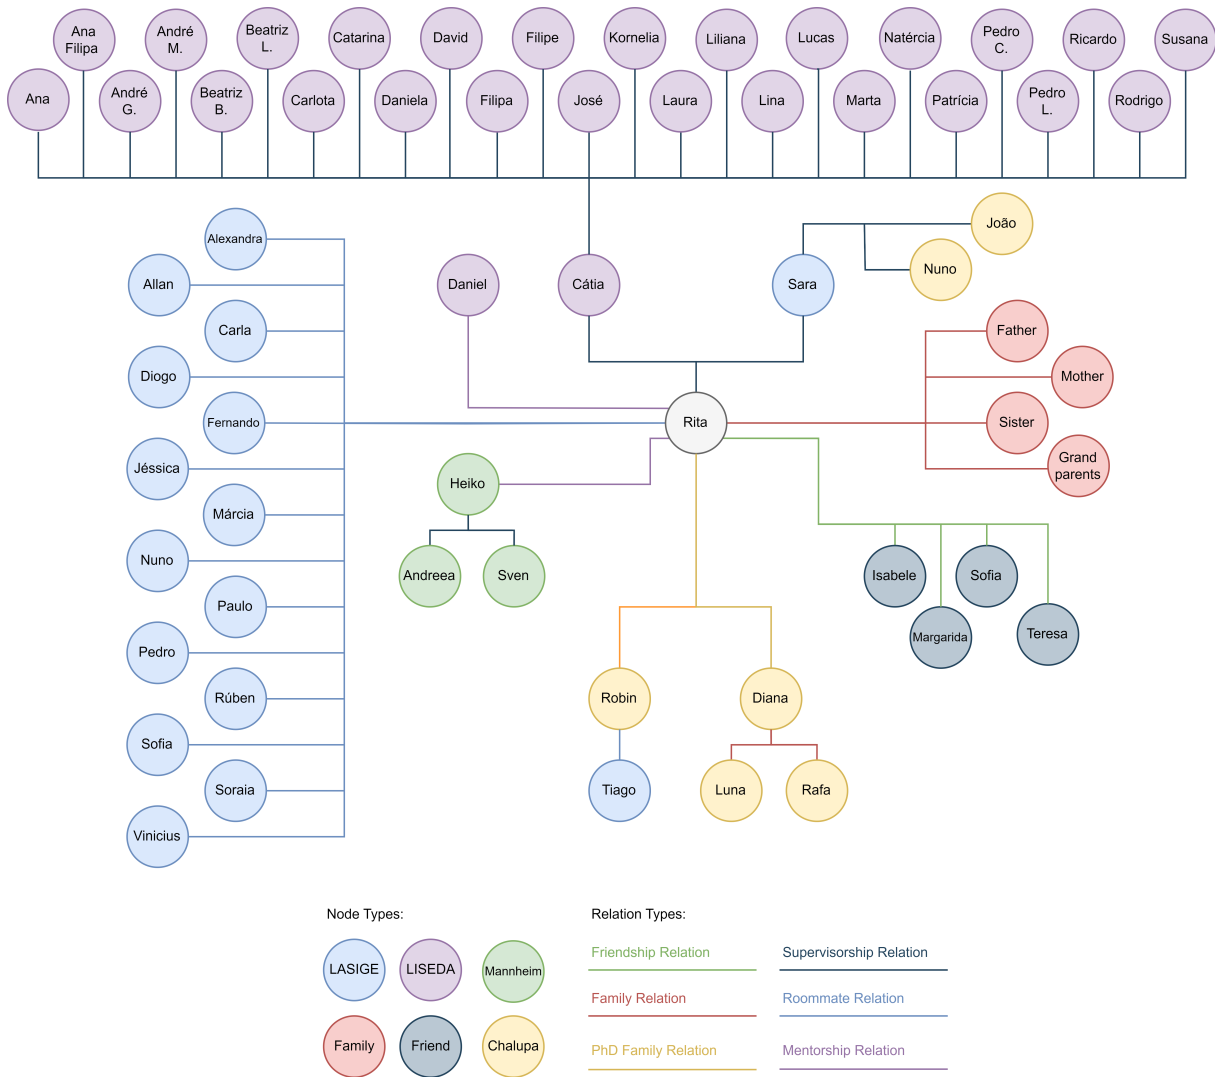 Ana
Filipa
André
M.
Beatriz
L.
Catarina
David
Filipe
Kornelia
Liliana
Lucas
Natércia
Pedro
C.
Ricardo
Susana
Ana
André
G.
Beatriz
B.
Carlota
Daniela
Filipa
José
Laura
Lina
Marta
Patrícia
Pedro
L.
Rodrigo
João
Alexandra
Nuno
Allan
Daniel
Cátia
Sara
Carla
Father
Diogo
Mother
Fernando
Rita
Sister
Jéssica
Grand
parents
Heiko
Márcia
Nuno
Andreea
Sven
Isabele
Sofia
Paulo
Margarida
Teresa
Pedro
Rúben
Robin
Diana
Sofia
Soraia
Tiago
Luna
Rafa
Vinicius
Node Types:
Relation Types:
LASIGE
LISEDA
Mannheim
Friendship Relation
Supervisorship Relation
Family Relation
Roommate Relation
Family
Friend
Chalupa
PhD Family Relation
Mentorship Relation